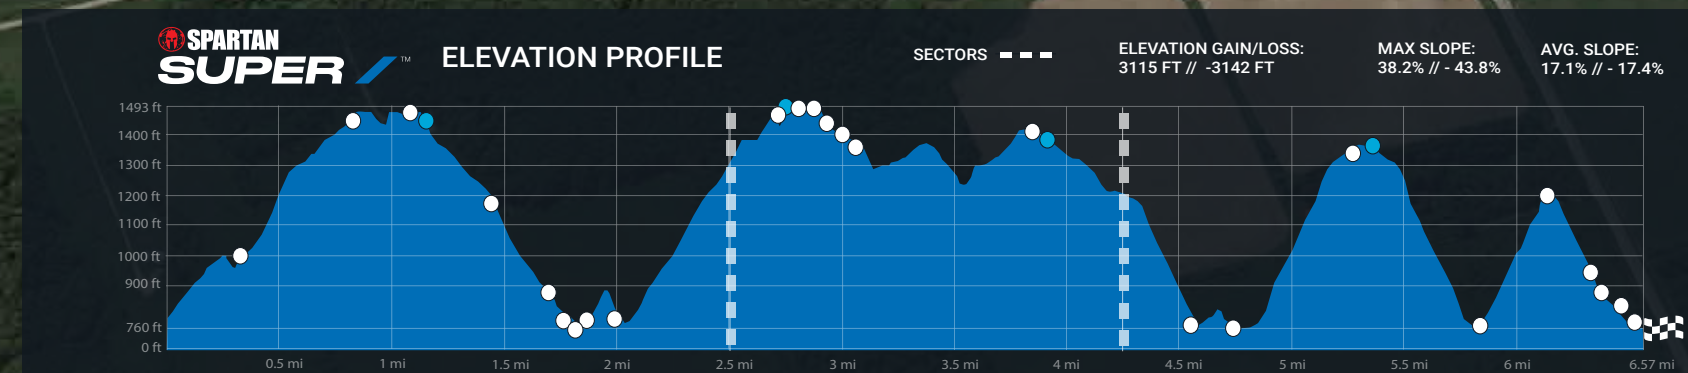 SPARTAN
SUPER ™
ELEVATION PROFILE
SECTORS
ELEVATION GAIN/LOSS:
3115 FT // -3142 FT
MAX SLOPE:
38.2% // - 43.8%
AVG. SLOPE:
17.1% // - 17.4%
1493 ft
1400 ft
1300 ft
1200 ft
1100 ft
1000 ft
900 ft
760 ft
0 ft
0.5 mi 1 mi 1.5 mi 2 mi 2.5 mi 3 mi 3.5 mi 4 mi 4.5 mi 5 mi 5.5 mi 6 mi 6.57 mi